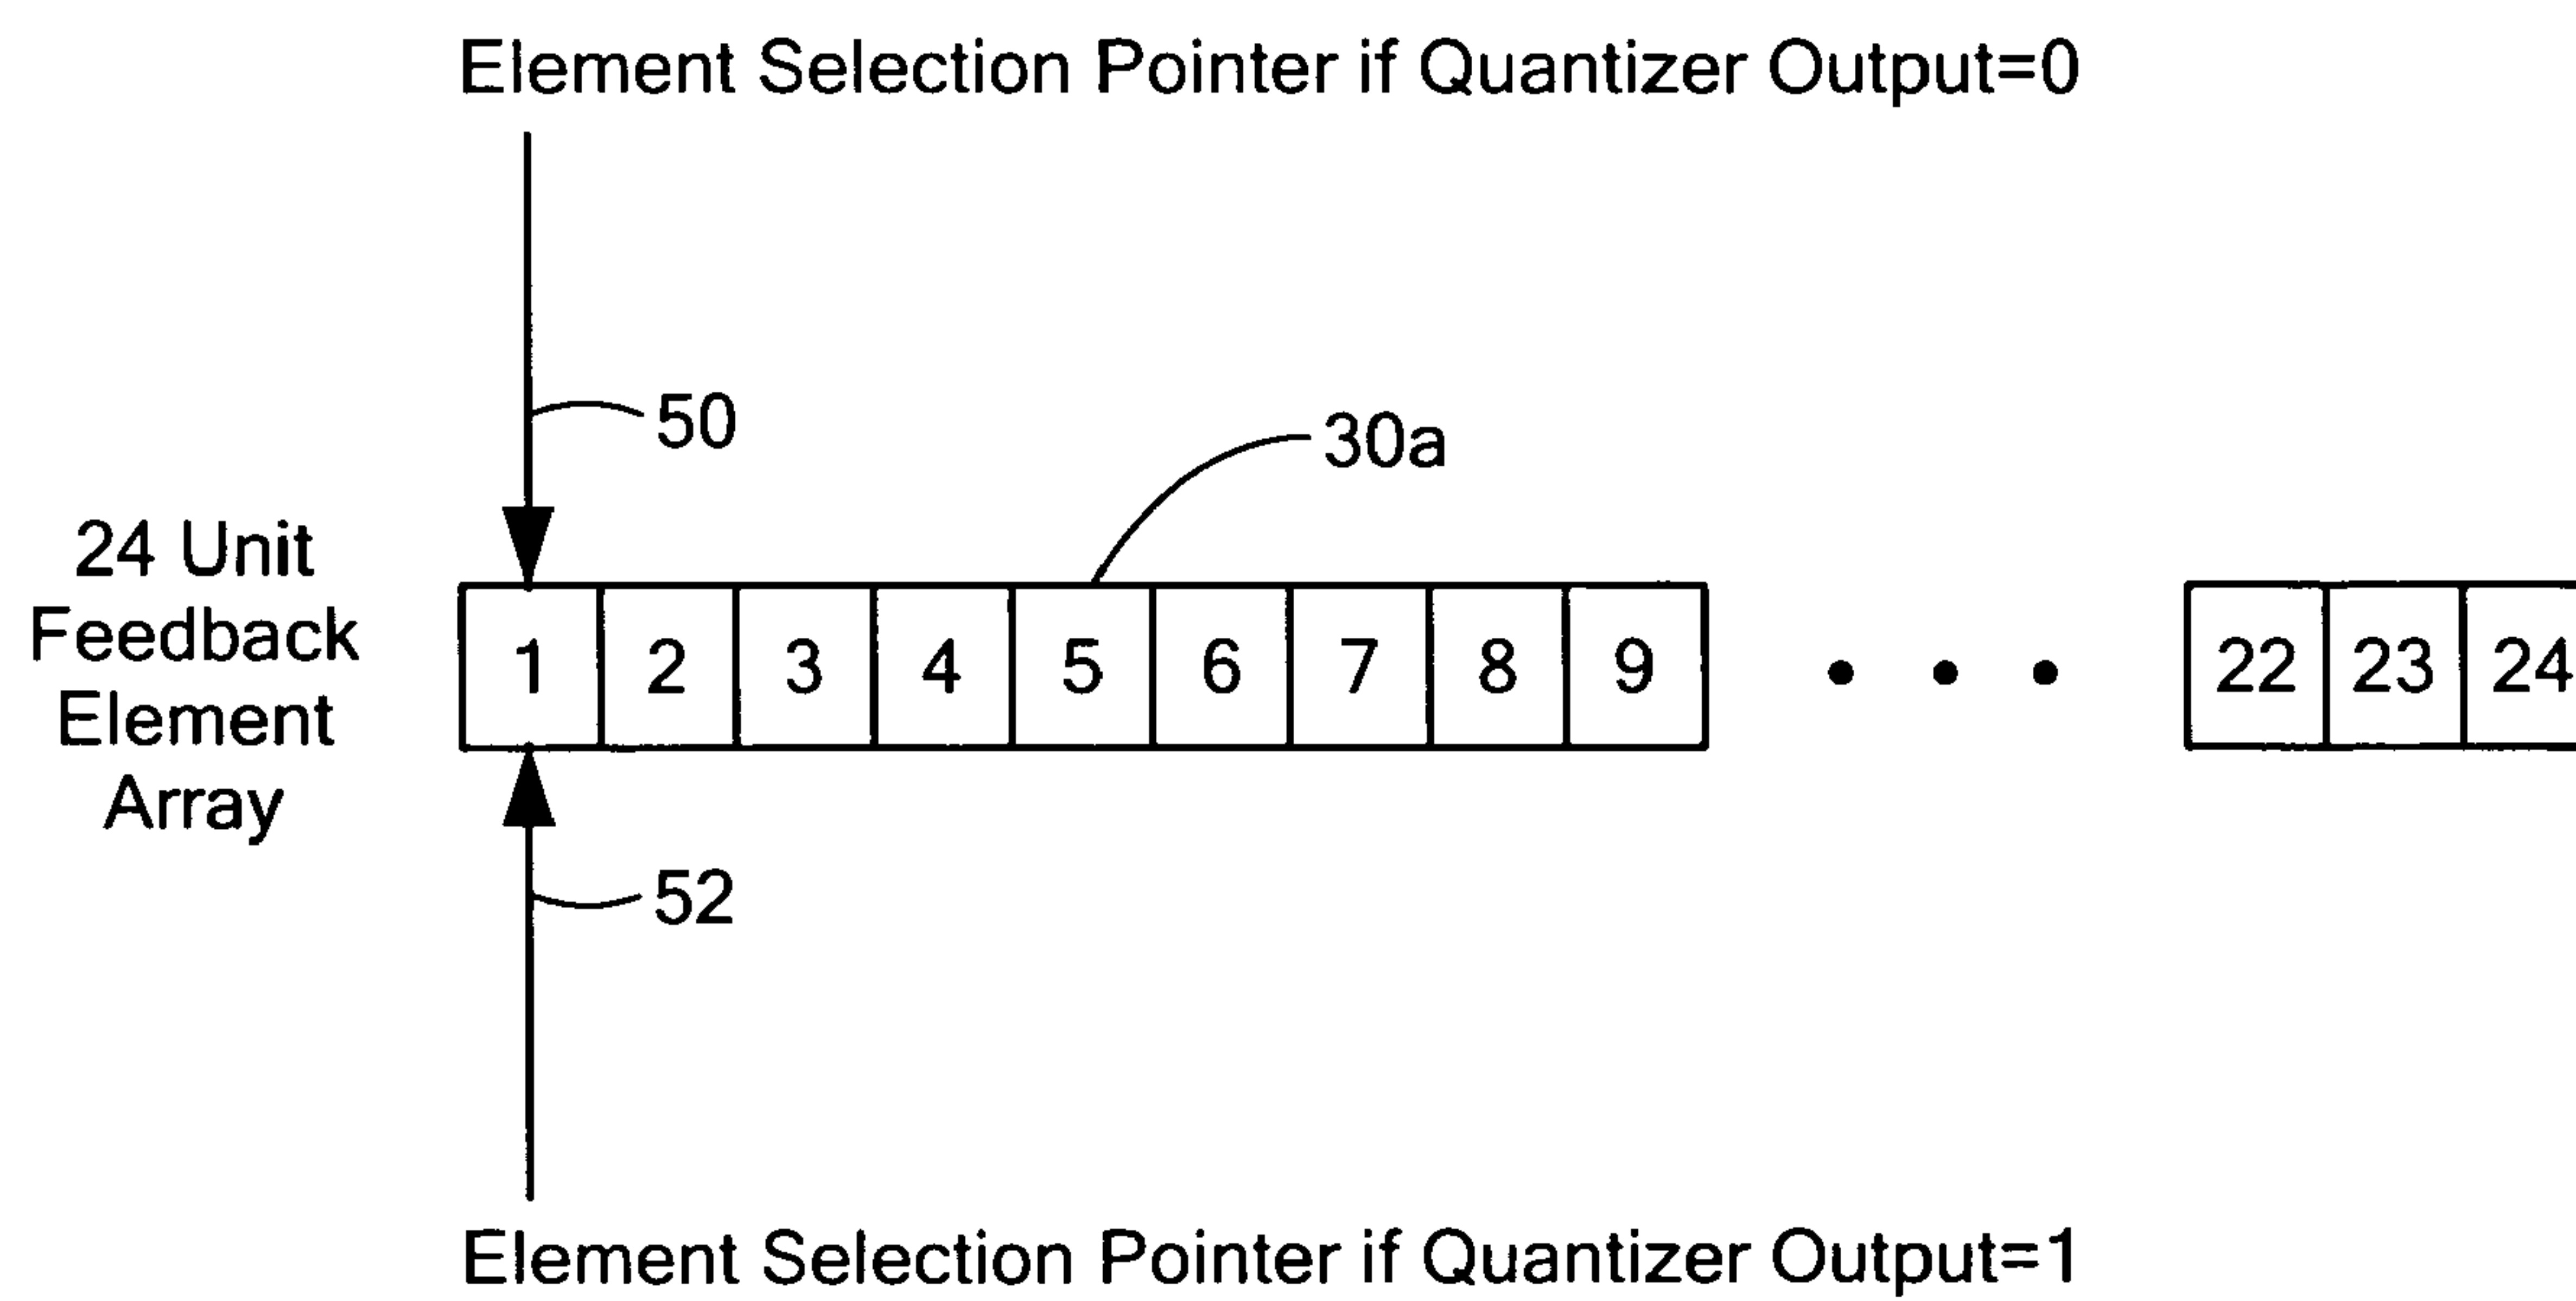 Element Selection Pointer if Quantizer Output=0
50
30a
24 Unit
Feedback
Element
Array
1 2 3 4 5 6 7 8 9 • • • 22 23 24
52
Element Selection Pointer if Quantizer Output=1